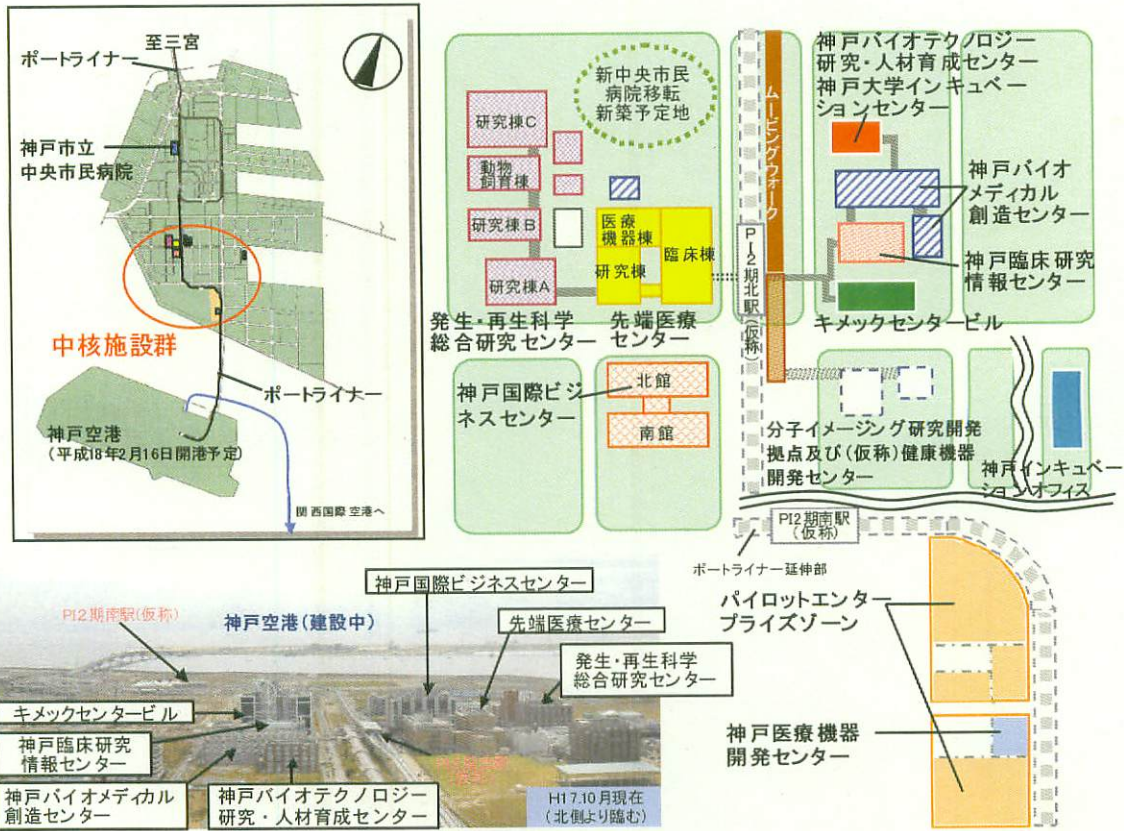 至三宮
ポートライナー
神戸市立
中央市民病院
中核施設群
ポートライナー
神戸空港
(平成18年2月16日開港予定)
関西国際空港へ
新中央市民
病院移転
新築予定地
研究棟C
動物
飼育棟
研究棟B
研究棟A
医療
機器棟
研究棟
臨床棟
発生・再生科学
総合研究センター
先端医療
センター
ムービングウォーク
PI2期北駅(仮称)
神戸バイオテクノロジー
研究・人材育成センター
神戸大学インキュベー
ションセンター
神戸バイオ
メディカル
創造センター
神戸臨床研究
情報センター
キメックセンタービル
神戸国際ビジ
ネスセンター
北館
南館
分子イメージング研究開発
拠点及び(仮称)健康機器
開発センター
神戸インキュベー
ションオフィス
PI2期南駅
(仮称)
ポートライナー延伸部
パイロットエンター
プライズゾーン
神戸医療機器
開発センター
PI2期南駅(仮称)
神戸空港(建設中)
神戸国際ビジネスセンター
先端医療センター
発生・再生科学
総合研究センター
キメックセンタービル
神戸臨床研究
情報センター
神戸バイオメディカル
創造センター
神戸バイオテクノロジー
研究・人材育成センター
H17.10月現在
(北側より臨む)